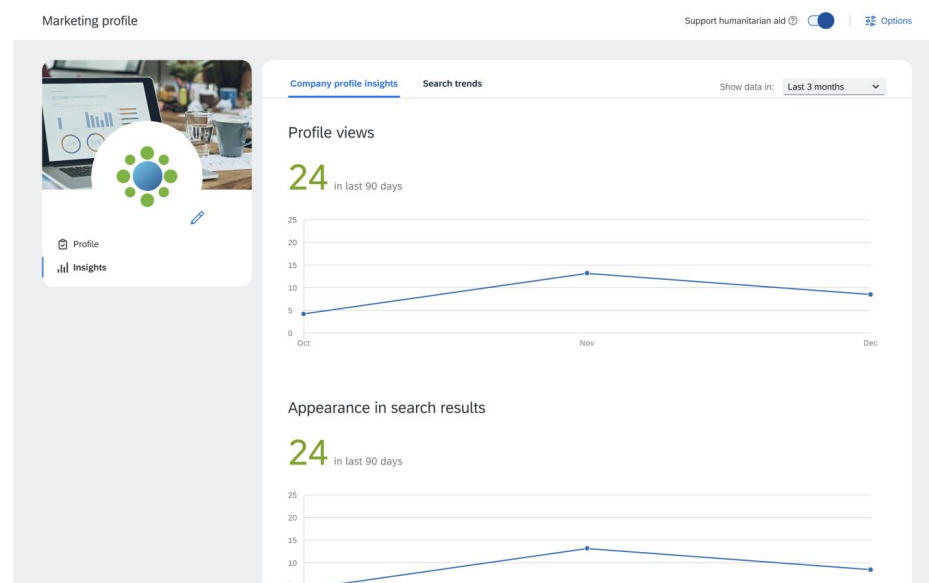 Marketing profile
Support humanitarian aid
Options
Profile
Insights
Company profile insights
Search trends
Show data in:
Last 3 months
Profile views
24 in last 90 days
25
20
15
10
5
0
Oct
Nov
Dec
Appearance in search results
24 in last 90 days
25
20
15
10